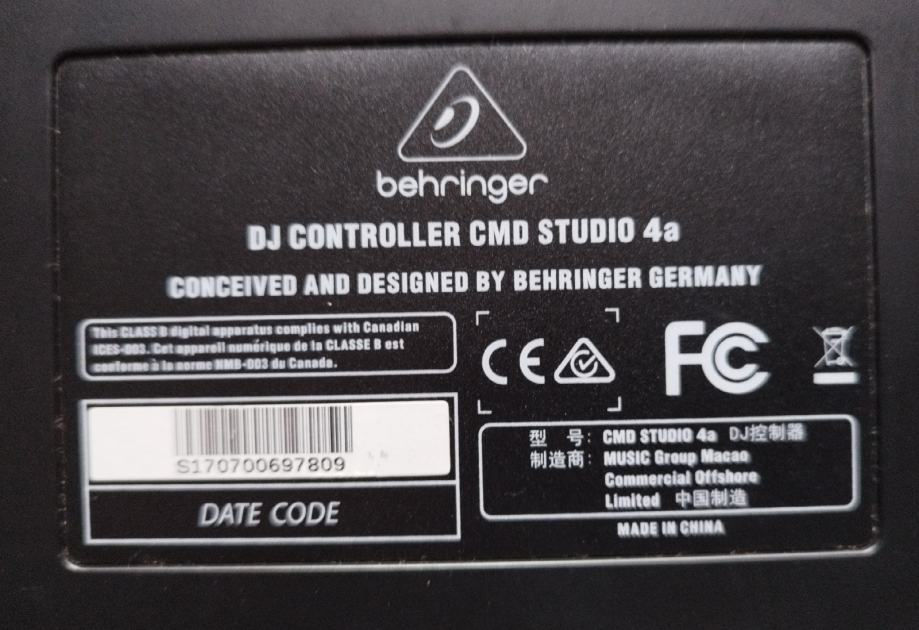 behringer
DJ CONTROLLER CMD STUDIO 4a
CONCEIVED AND DESIGNED BY BEHRINGER GERMANY
This CLASS B digital apparatus complies with Canadian
ICES-003. Cet appareil numérique de la CLASSE B est
conforme à la norme NMB-003 du Canada.
CE
FC
S170700697809
DATE CODE
型 号: CMD STUDIO 4a DJ控制器
制造商: MUSIC Group Macao
Commercial Offshore
Limited 中国制造
MADE IN CHINA